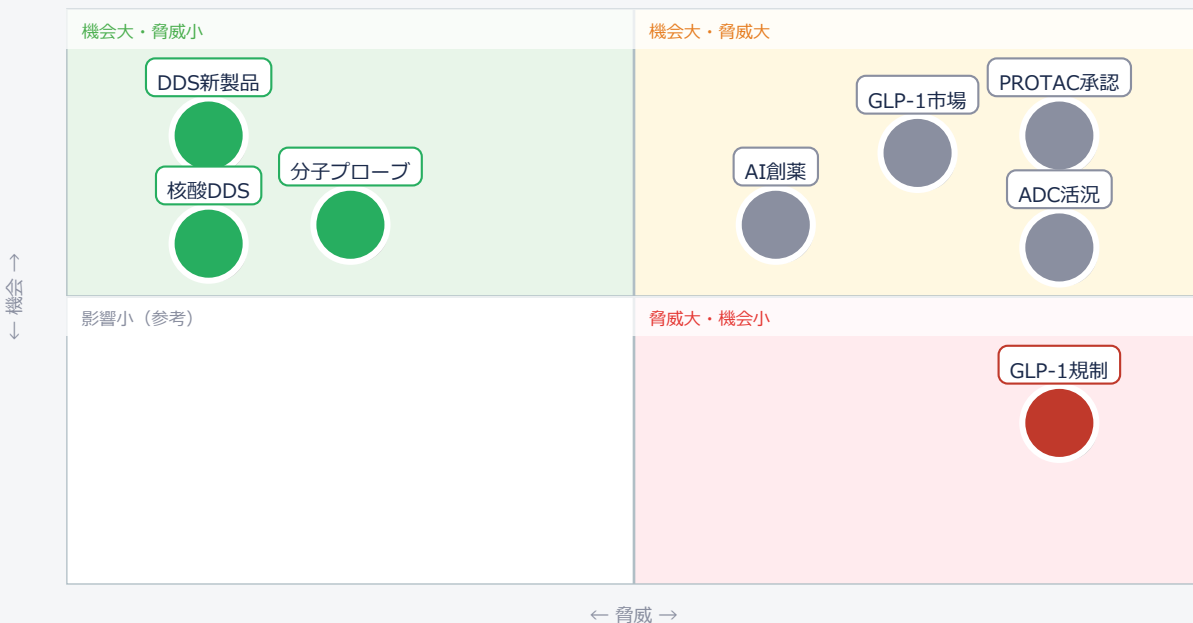 機会大・脅威小
機会大・脅威大
DDS新製品
PROTAC承認
GLP-1市場
分子プローブ
AI創薬
核酸DDS
ADC活況
← 機会 →
影響小（参考）
脅威大・機会小
GLP-1規制
← 脅威 →